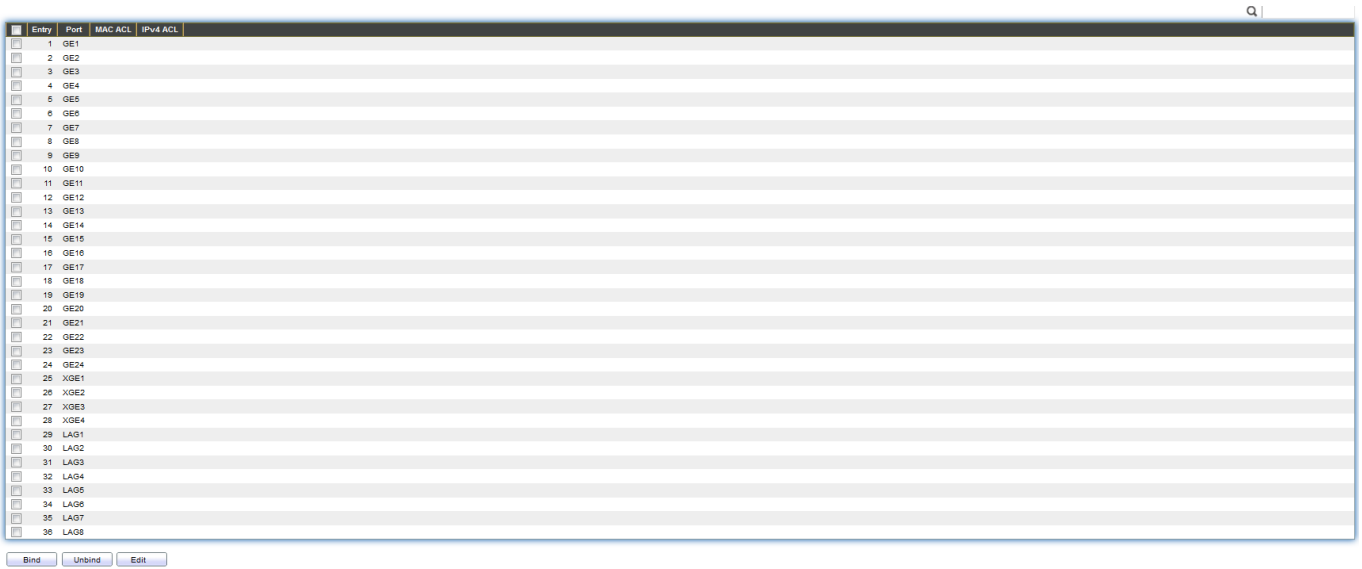 Entry Port MAC ACL IPv4 ACL
1 GE1
2 GE2
3 GE3
4 GE4
5 GE5
6 GE6
7 GE7
8 GE8
9 GE9
10 GE10
11 GE11
12 GE12
13 GE13
14 GE14
15 GE15
16 GE16
17 GE17
18 GE18
19 GE19
20 GE20
21 GE21
22 GE22
23 GE23
24 GE24
25 XGE1
26 XGE2
27 XGE3
28 XGE4
29 LAG1
30 LAG2
31 LAG3
32 LAG4
33 LAG5
34 LAG6
35 LAG7
36 LAG8
Bind Unbind Edit